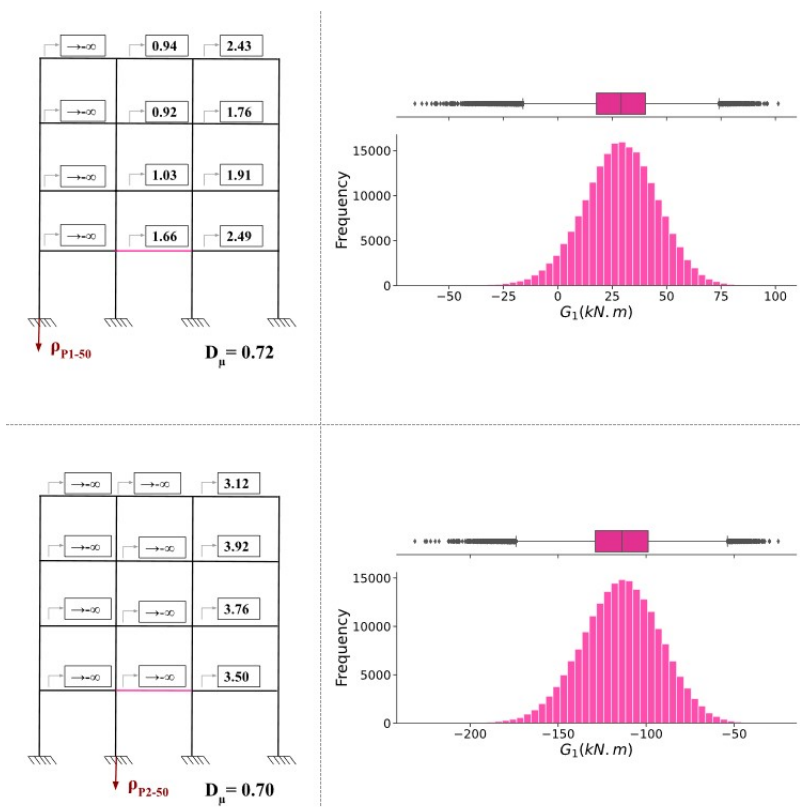 →-∞ 0.94 2.43
→-∞ 0.92 1.76
→-∞ 1.03 1.91
→-∞ 1.66 2.49
ρP1-50
Dμ= 0.72
15000
10000
5000
0
Frequency
−50 −25 0 25 50 75 100
G1(kN.m)
→-∞ →-∞ 3.12
→-∞ →-∞ 3.92
→-∞ →-∞ 3.76
→-∞ →-∞ 3.50
ρP2-50
Dμ= 0.70
15000
10000
5000
0
Frequency
−200 −150 −100 −50
G1(kN.m)